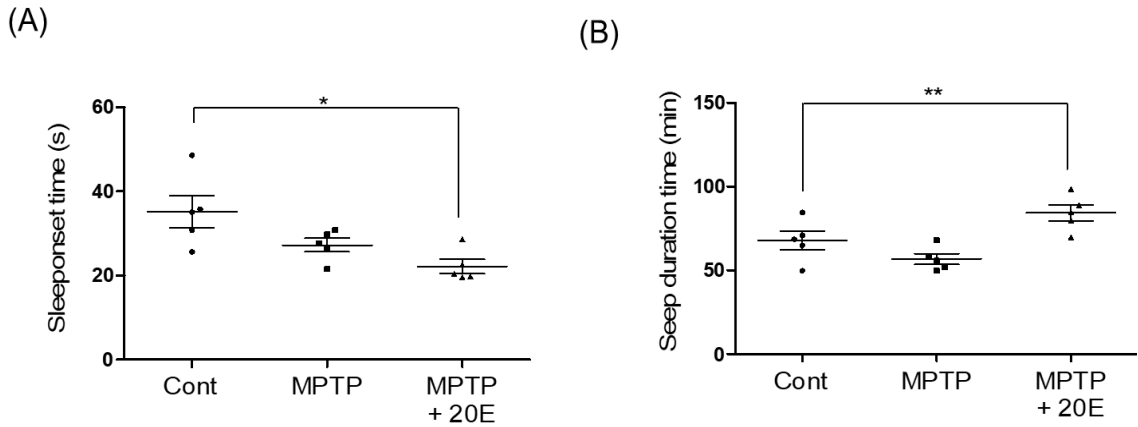 (A)
Sleeponset time (s)
60
40
20
0
*
Cont
MPTP
MPTP
+ 20E
(B)
Seep duration time (min)
150
100
50
0
**
Cont
MPTP
MPTP
+ 20E